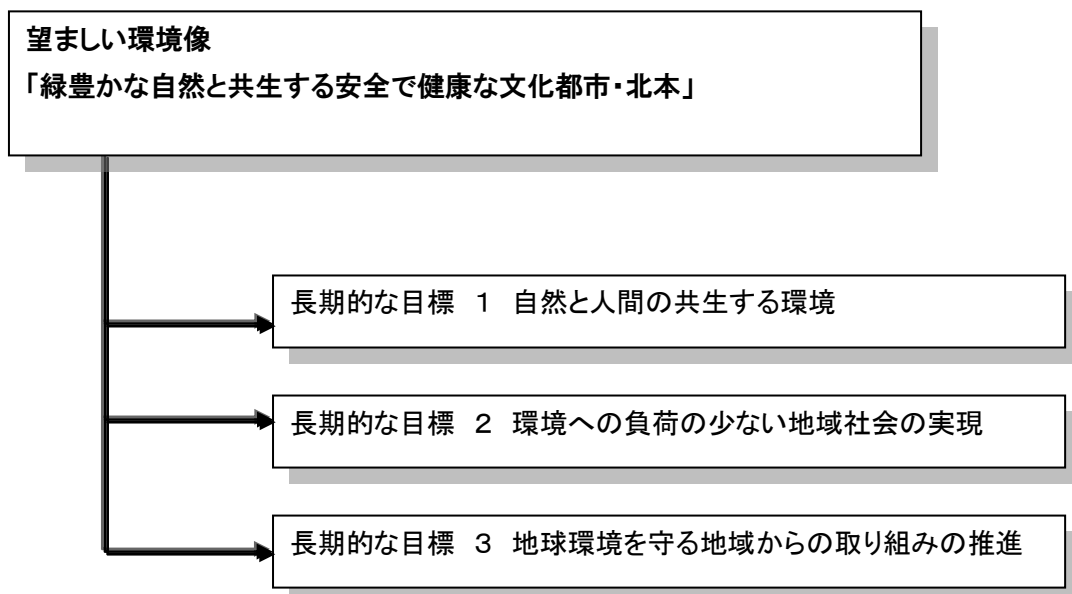 望ましい環境像
「緑豊かな自然と共生する安全で健康な文化都市・北本」
長期的な目標　１　自然と人間の共生する環境
長期的な目標　２　環境への負荷の少ない地域社会の実現
長期的な目標　３　地球環境を守る地域からの取り組みの推進